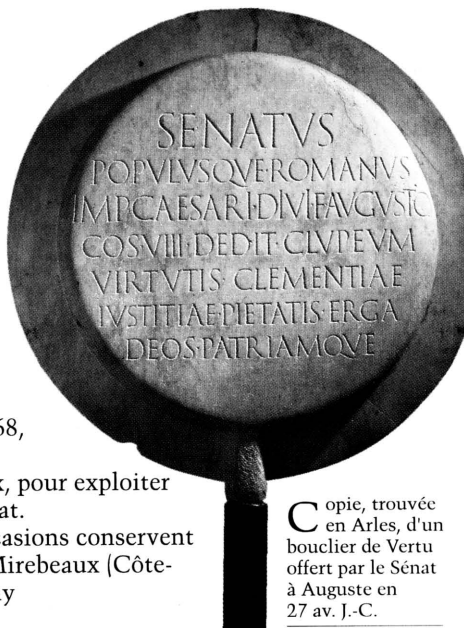 SENATVS
POPVLVSQVE·ROMANVS
IMP·CAESARI·DIVI·F·AVGVSTO
COS·VIII·DEDIT·CLVPEVM
VIRTVTIS·CLEMENTIAE
IVSTITIAE·PIETATIS·ERGA
DEOS·PATRIAMQVE
68,
x, pour exploiter
at.
asions conservent
Mirebeaux (Côte-
y
Copie, trouvée
en Arles, d'un
bouclier de Vertu
offert par le Sénat
à Auguste en
27 av. J.-C.